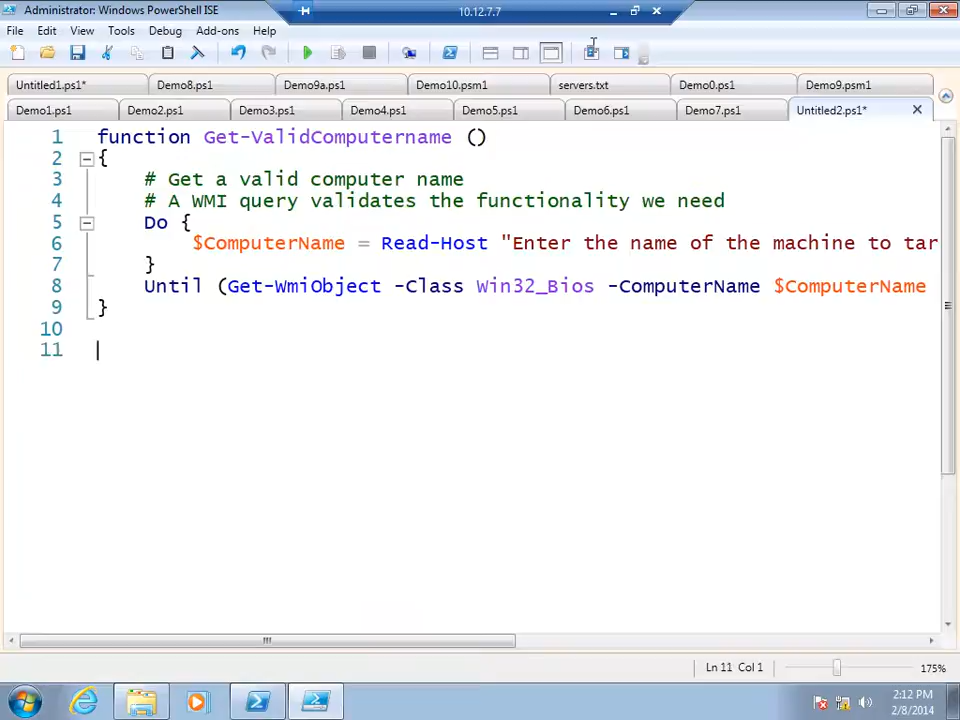 Administrator: Windows PowerShell ISE
10.12.7.7
File Edit View Tools Debug Add-ons Help
Untitled1.ps1* Demo8.ps1 Demo9a.ps1 Demo10.psm1 servers.txt Demo0.ps1 Demo9.psm1
Demo1.ps1 Demo2.ps1 Demo3.ps1 Demo4.ps1 Demo5.ps1 Demo6.ps1 Demo7.ps1 Untitled2.ps1*
1 function Get-ValidComputername ()
2 {
3 # Get a valid computer name
4 # A WMI query validates the functionality we need
5 Do {
6 $ComputerName = Read-Host "Enter the name of the machine to tar
7 }
8 Until (Get-WmiObject -Class Win32_Bios -ComputerName $ComputerName
9 }
10
11
Ln 11 Col 1 175%
2:12 PM
2/8/2014